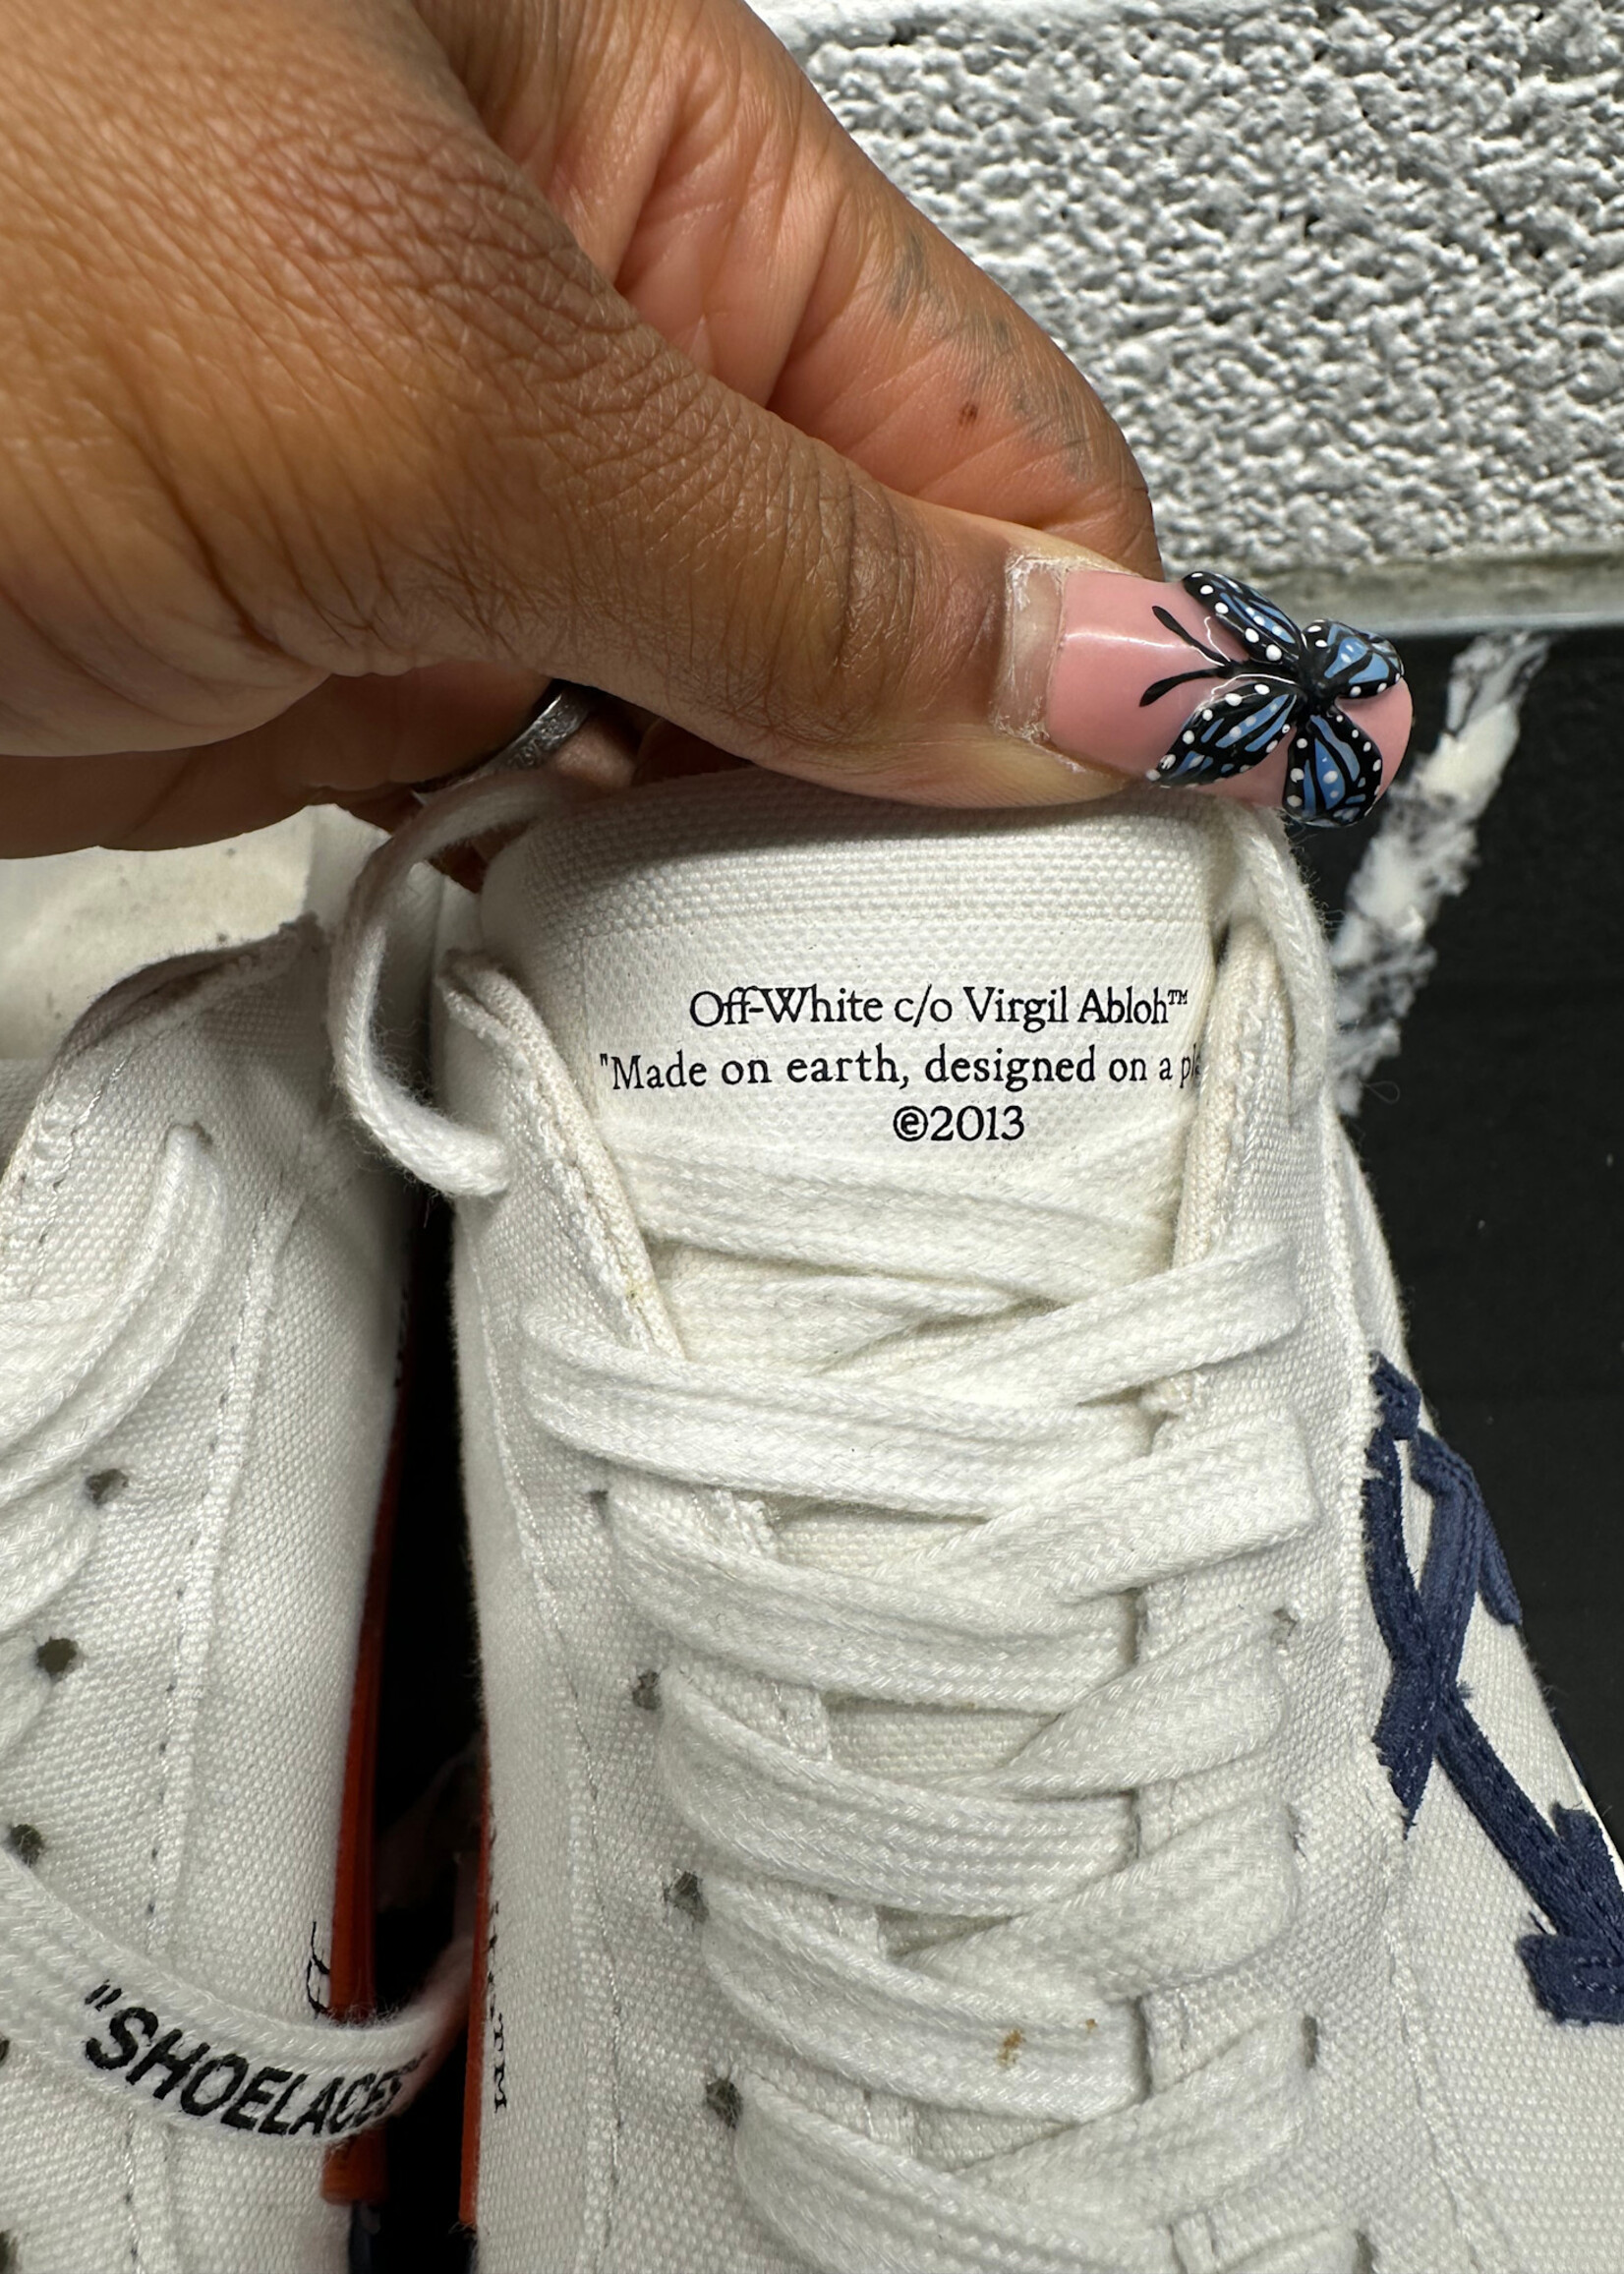 Off-White c/o Virgil Abloh™
"Made on earth, designed on a
©2013
"SHOELACES"